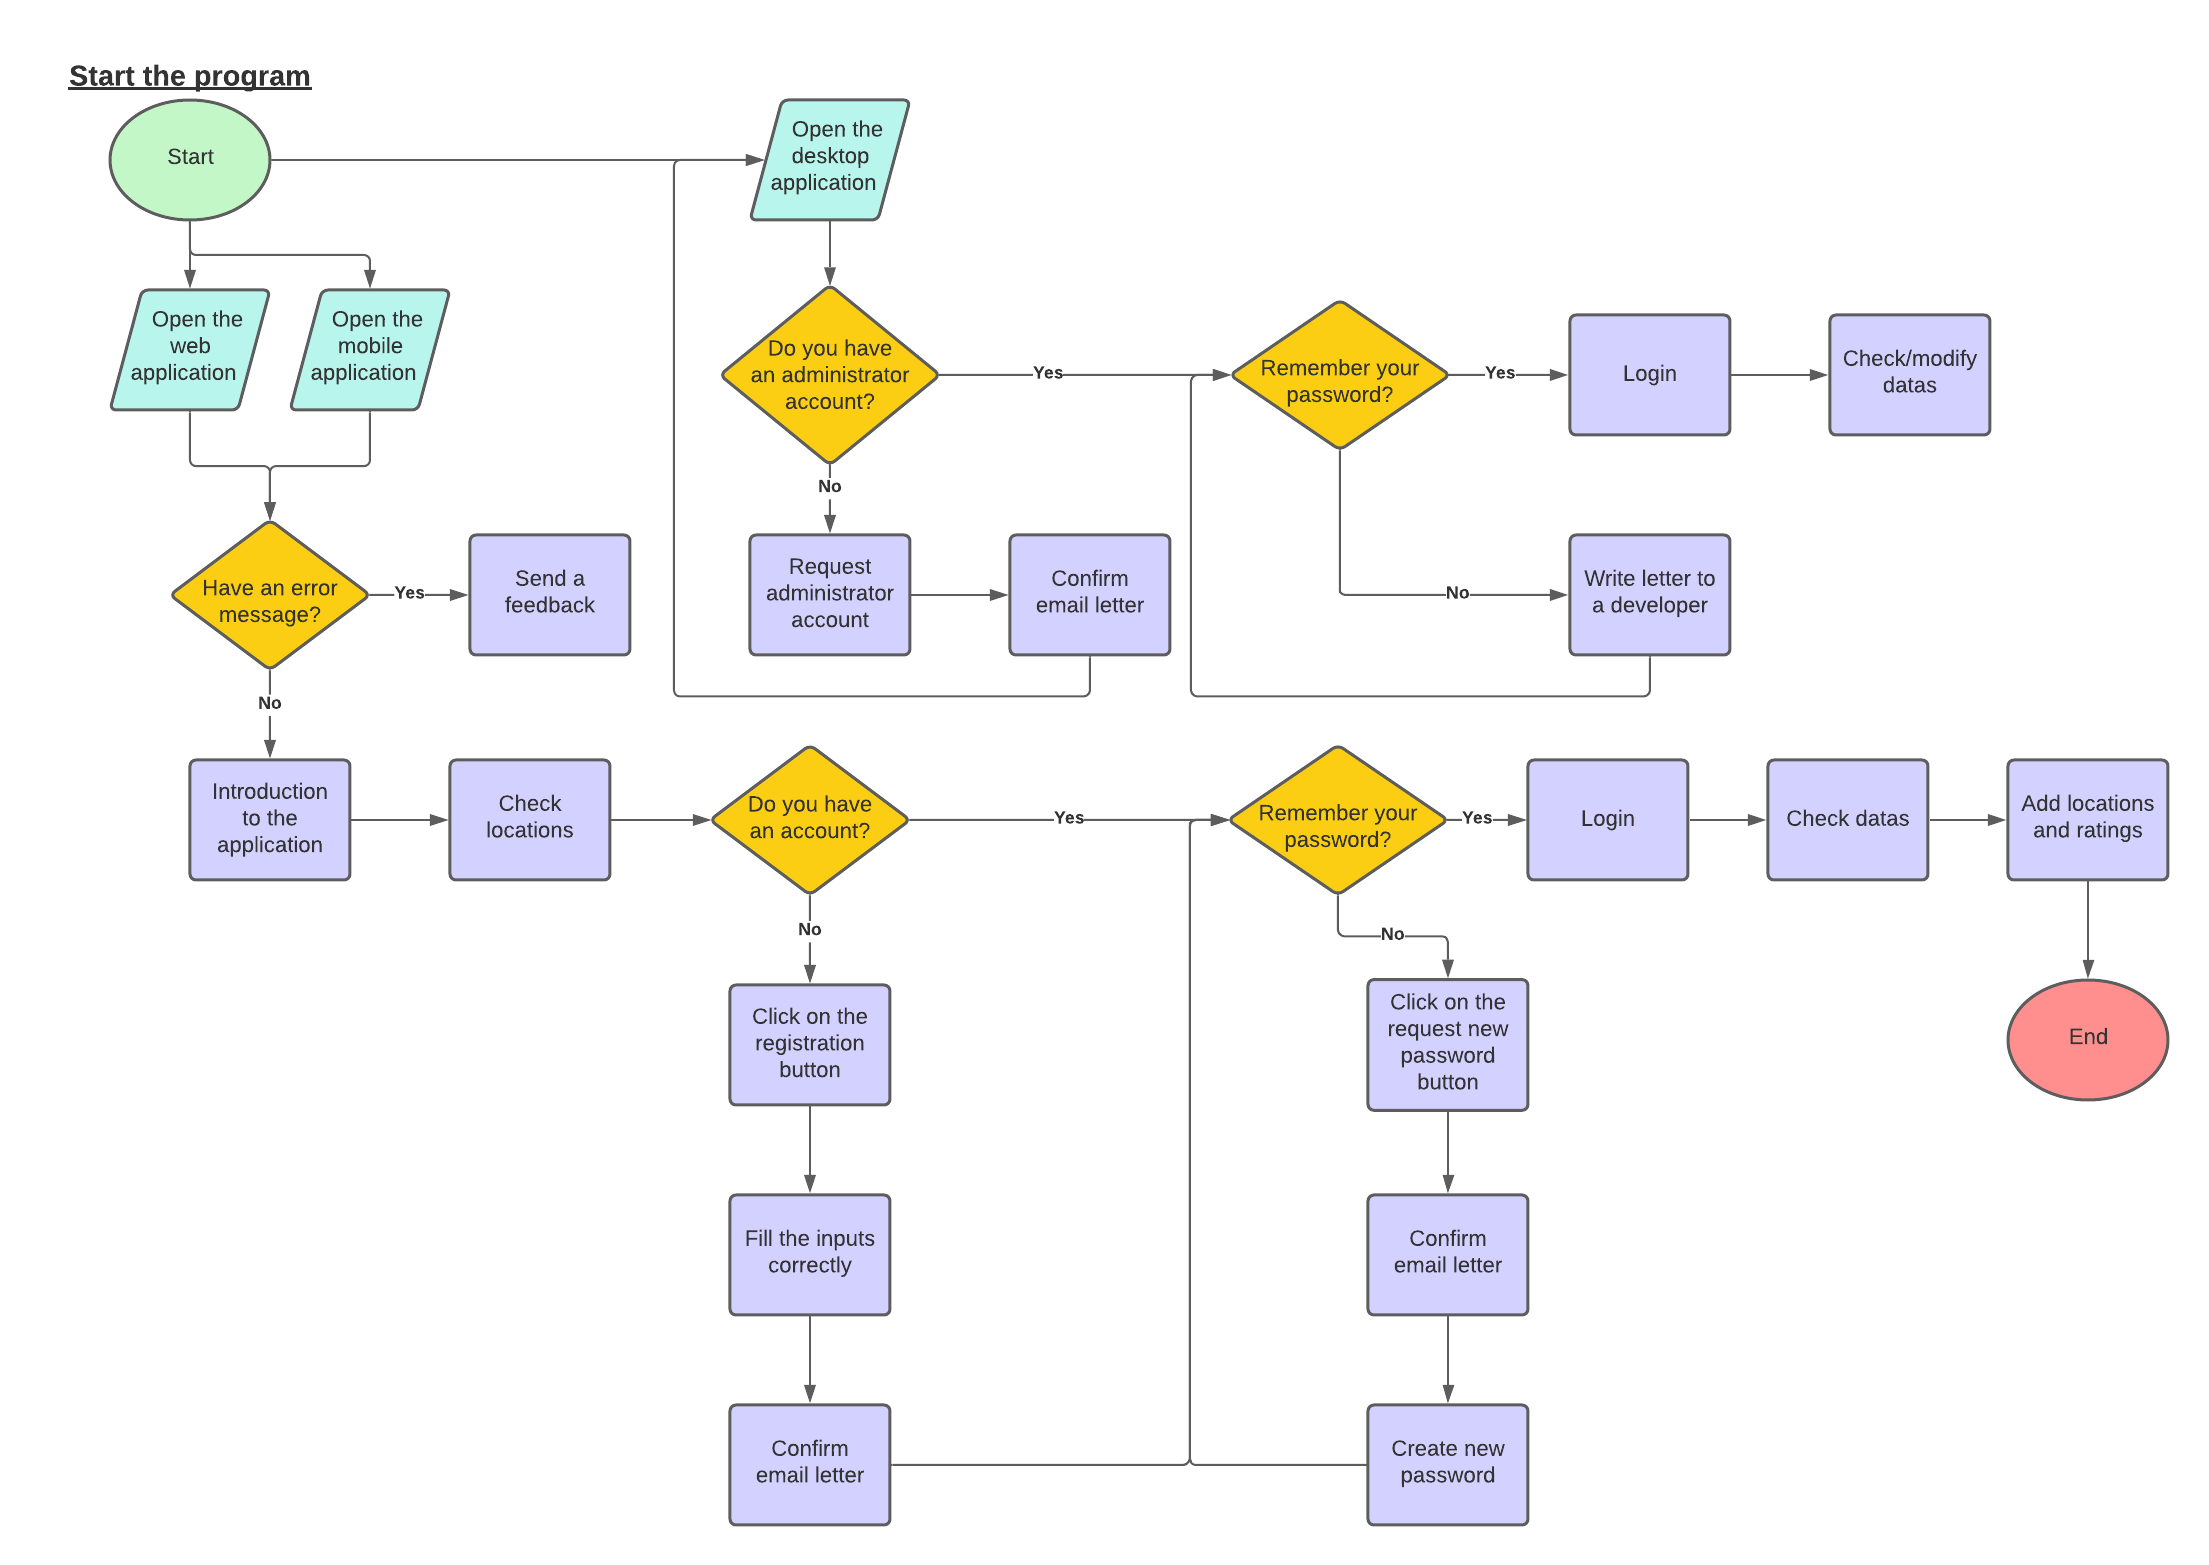 Start the program
Start
Open the
desktop
application
Open the
web
application
Open the
mobile
application
Do you have
an administrator
account?
Yes
Remember your
password?
Yes
Login
Check/modify
datas
No
Have an error
message?
Yes
Send a
feedback
Request
administrator
account
Confirm
email letter
No
Write letter to
a developer
No
Introduction
to the
application
Check
locations
Do you have
an account?
Yes
Remember your
password?
Yes
Login
Check datas
Add locations
and ratings
No
No
Click on the
registration
button
Click on the
request new
password
button
End
Fill the inputs
correctly
Confirm
email letter
Confirm
email letter
Create new
password